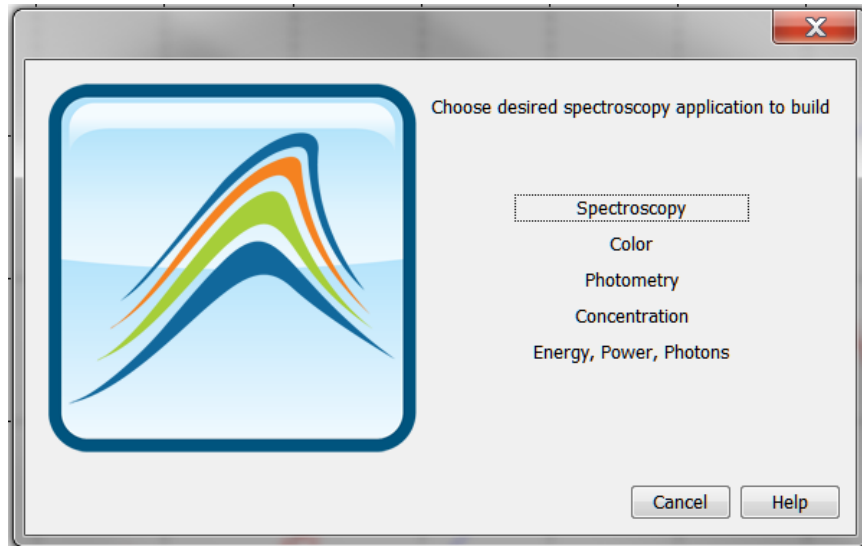 Choose desired spectroscopy application to build
Spectroscopy
Color
Photometry
Concentration
Energy, Power, Photons
Cancel
Help